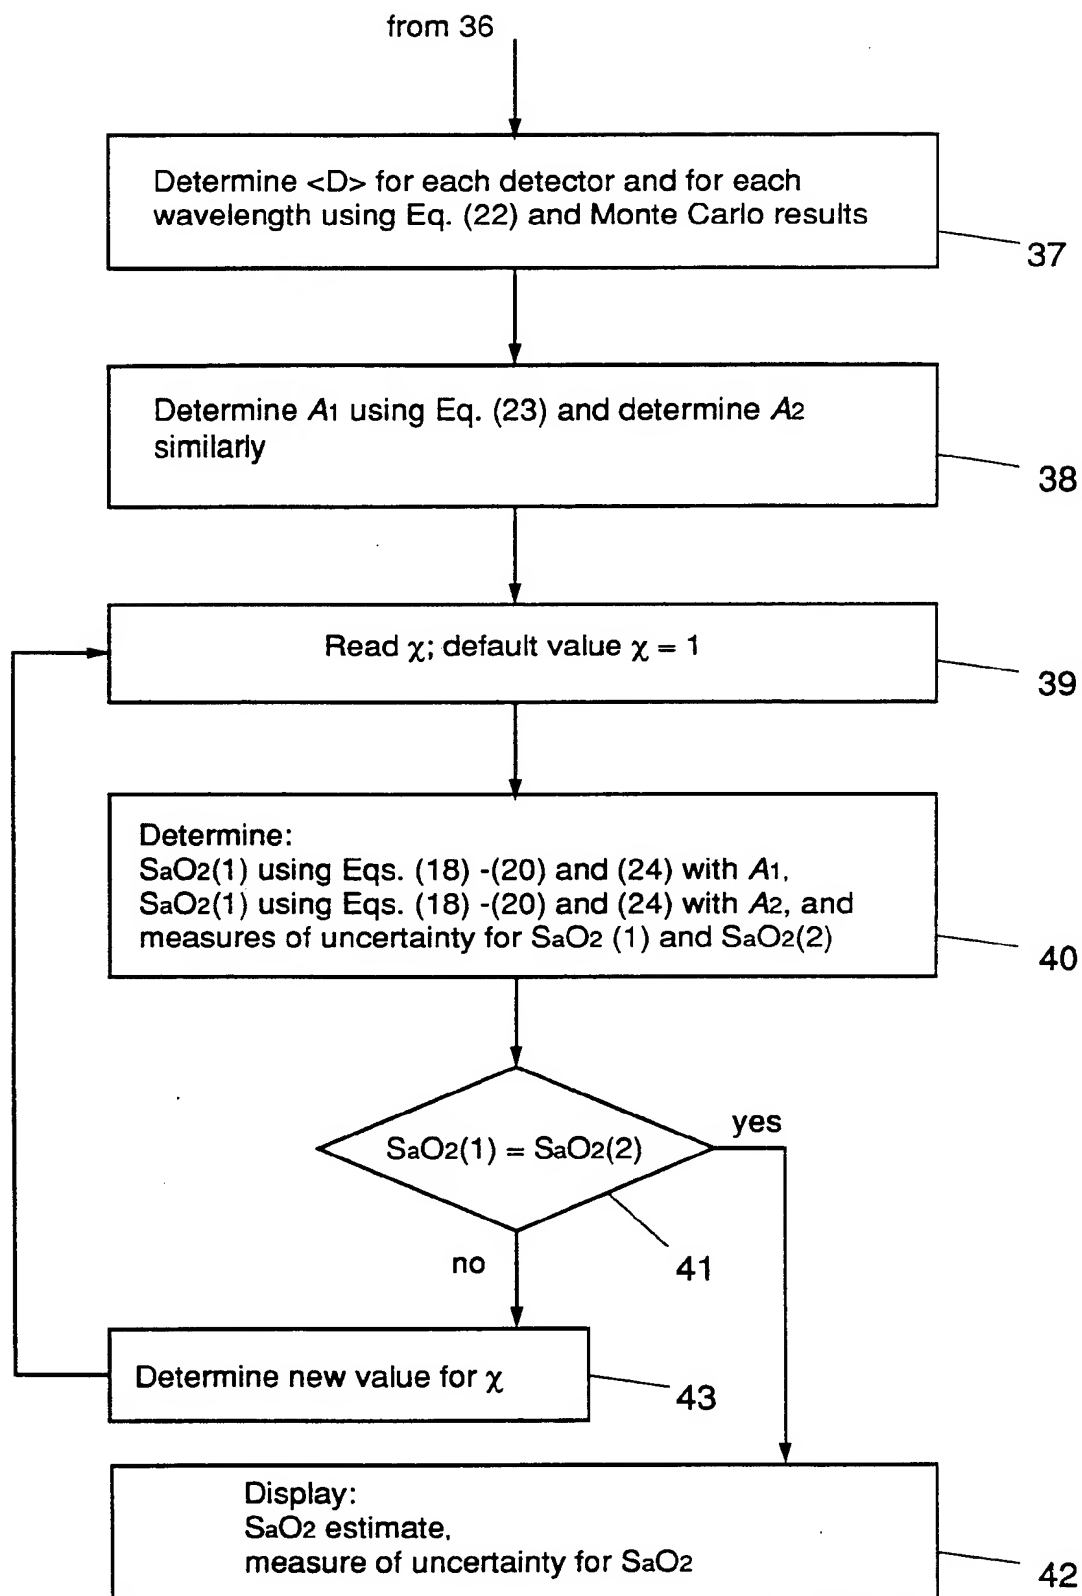 from 36
Determine <D> for each detector and for each
wavelength using Eq. (22) and Monte Carlo results
37
Determine A1 using Eq. (23) and determine A2
similarly
38
Read χ; default value χ = 1
39
Determine:
SaO2(1) using Eqs. (18) -(20) and (24) with A1,
SaO2(1) using Eqs. (18) -(20) and (24) with A2, and
measures of uncertainty for SaO2 (1) and SaO2(2)
40
SaO2(1) = SaO2(2)
yes
41
no
Determine new value for χ
43
Display:
SaO2 estimate,
measure of uncertainty for SaO2
42